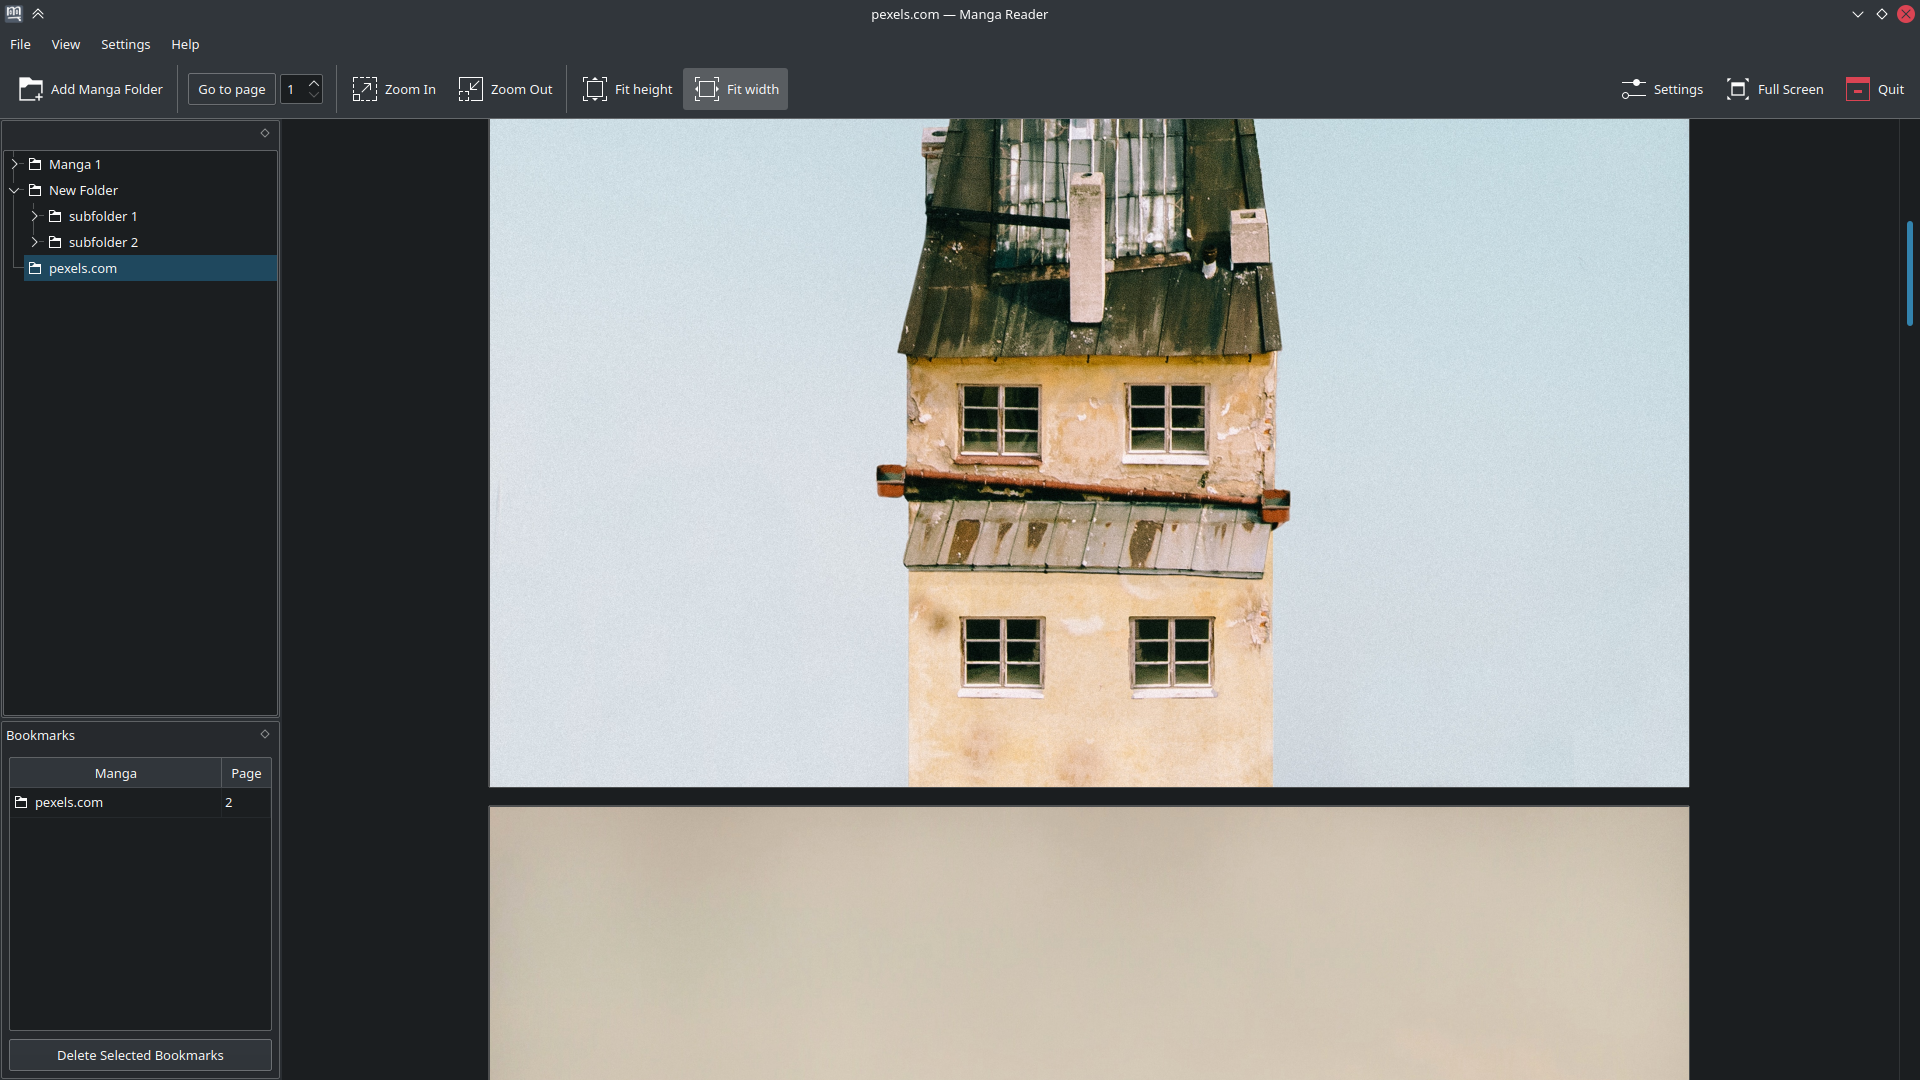 pexels.com — Manga Reader
File View Settings Help
Add Manga Folder Go to page 1 Zoom In Zoom Out Fit height Fit width Settings Full Screen Quit
Manga 1
New Folder
subfolder 1
subfolder 2
pexels.com
Bookmarks
Manga Page
pexels.com 2
Delete Selected Bookmarks